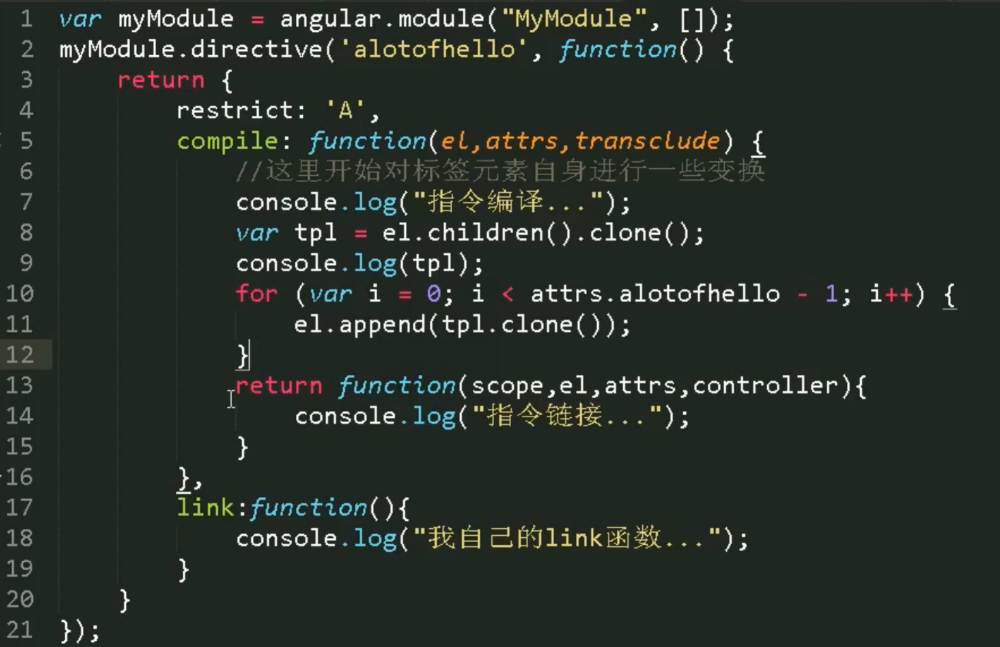 1 var myModule = angular.module("MyModule", []);
2 myModule.directive('alotofhello', function() {
3 return {
4 restrict: 'A',
5 compile: function(el,attrs,transclude) {
6 //这里开始对标签元素自身进行一些变换
7 console.log("指令编译...");
8 var tpl = el.children().clone();
9 console.log(tpl);
10 for (var i = 0; i < attrs.alotofhello - 1; i++) {
11 el.append(tpl.clone());
12 }
13 return function(scope,el,attrs,controller){
14 console.log("指令链接...");
15 }
16 },
17 link:function(){
18 console.log("我自己的link函数...");
19 }
20 }
21 });